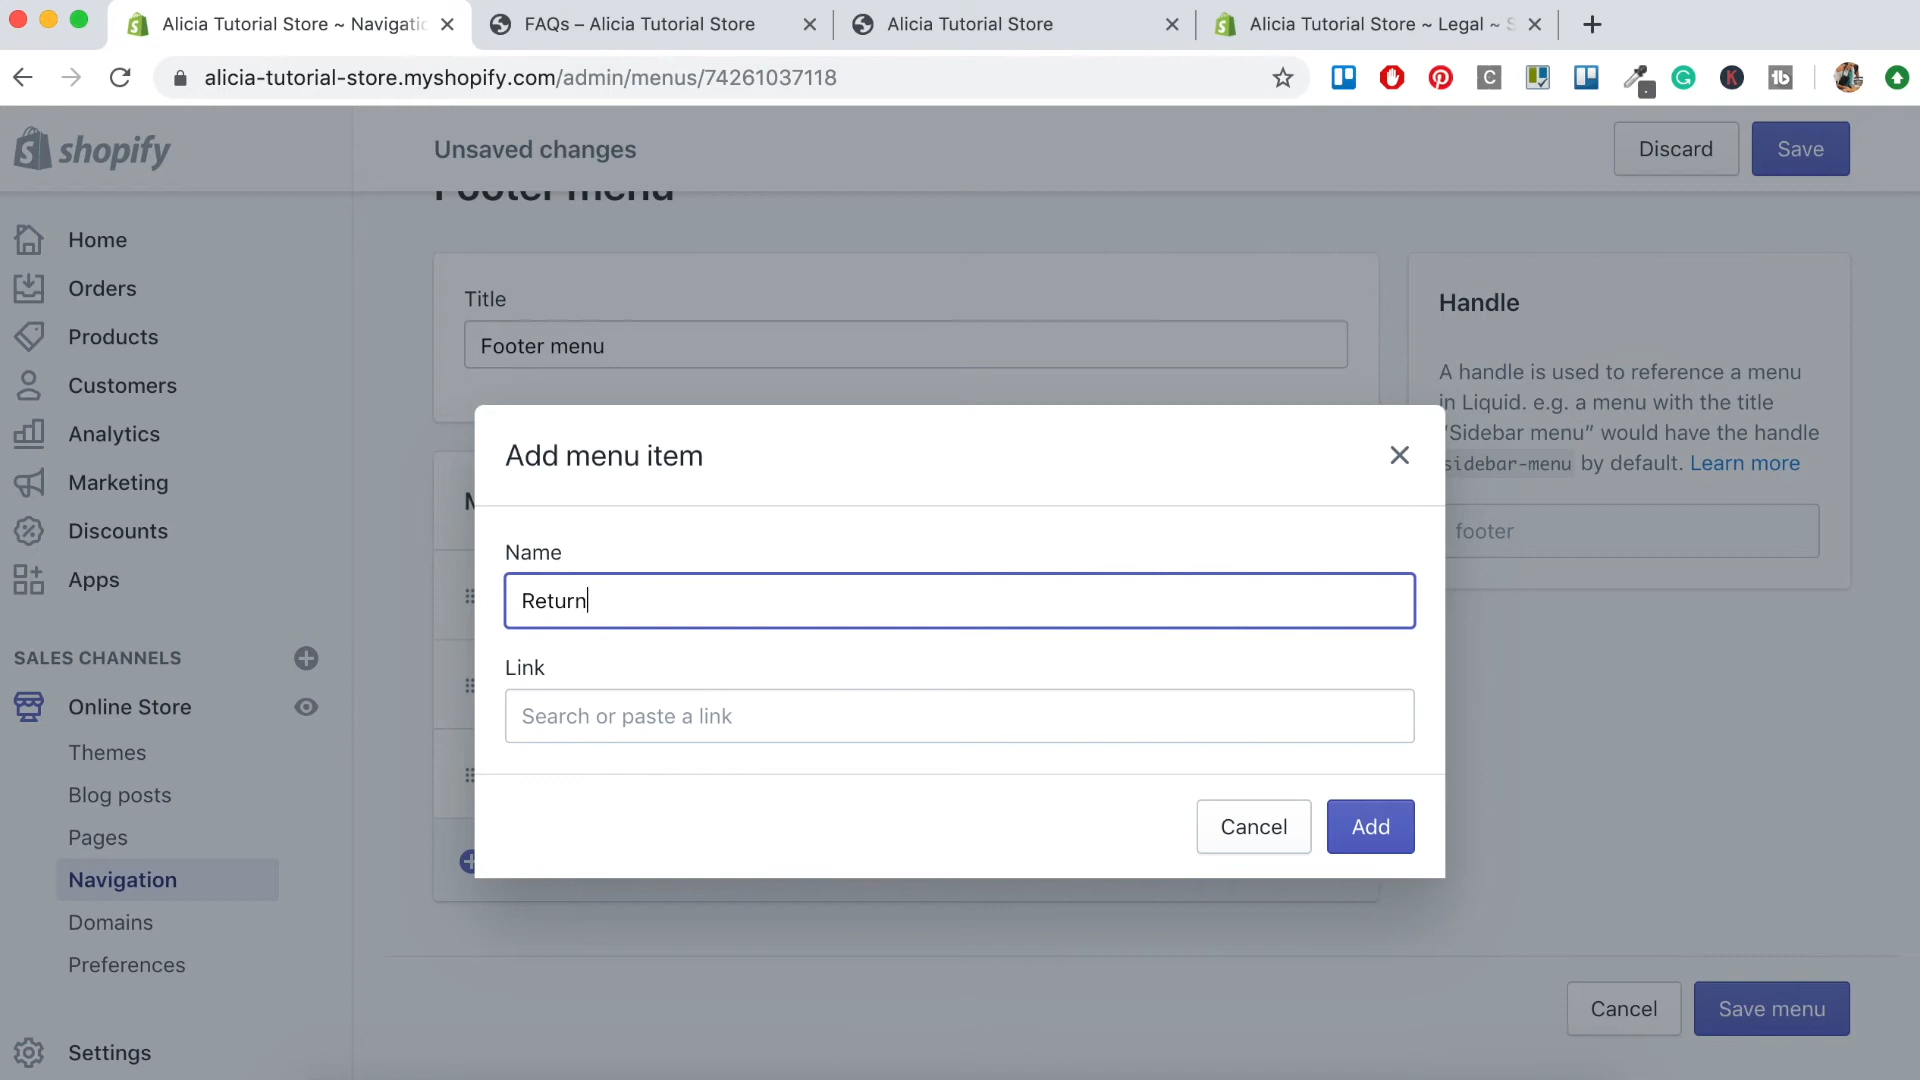 Alicia Tutorial Store ~ Navigatic
FAQs – Alicia Tutorial Store
Alicia Tutorial Store
Alicia Tutorial Store ~ Legal ~ S
alicia-tutorial-store.myshopify.com/admin/menus/74261037118
shopify
Unsaved changes
Discard
Save
Footer menu
Home
Orders
Products
Customers
Analytics
Marketing
Discounts
Apps
SALES CHANNELS
Online Store
Themes
Blog posts
Pages
Navigation
Domains
Preferences
Settings
Title
Footer menu
Handle
A handle is used to reference a menu
in Liquid. e.g. a menu with the title
“Sidebar menu” would have the handle
sidebar-menu by default. Learn more
footer
Add menu item
Name
Return
Link
Search or paste a link
Cancel
Add
Cancel
Save menu